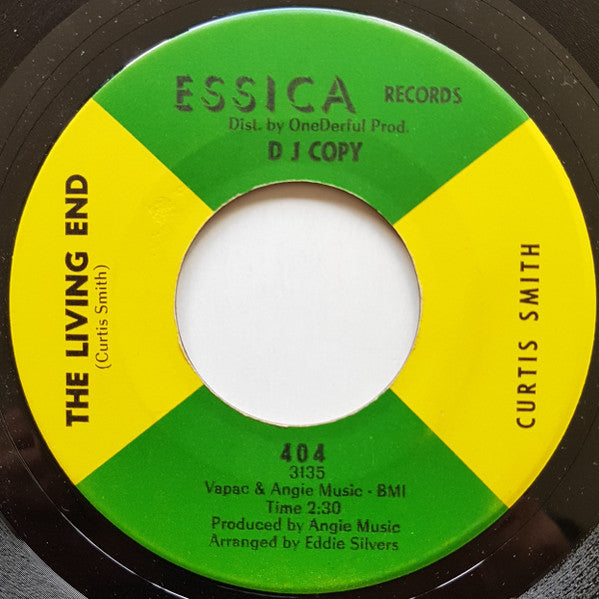 ESSICA RECORDS
Dist. by OneDerful Prod.
D J COPY
THE LIVING END
(Curtis Smith)
CURTIS SMITH
404
3135
Vapac & Angie Music - BMI
Time 2:30
Produced by Angie Music
Arranged by Eddie Silvers